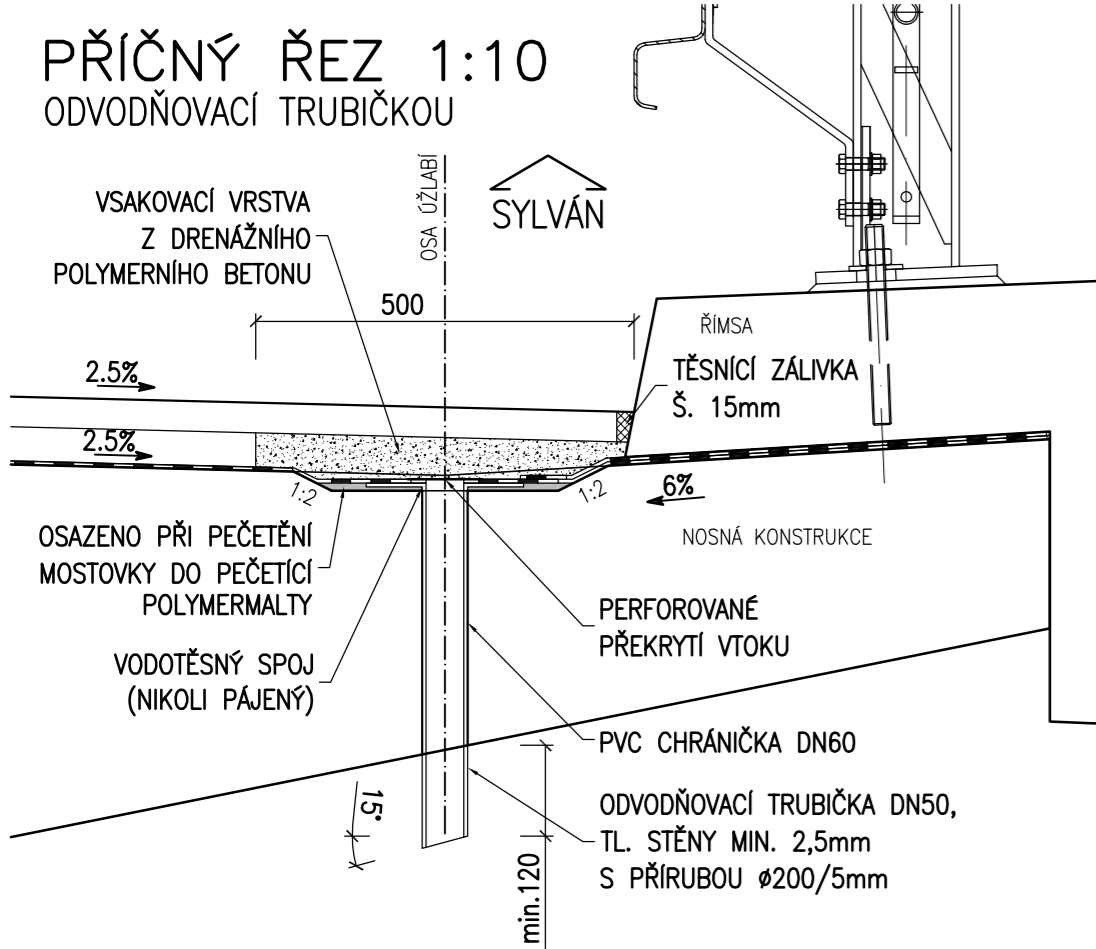 PŘÍČNÝ ŘEZ 1:10
ODVODŇOVACÍ TRUBIČKOU
VSAKOVACÍ VRSTVA
Z DRENÁŽNÍHO
POLYMERNÍHO BETONU
OSA ÚŽLABÍ
SYLVÁN
500
ŘÍMSA
TĚSNICÍ ZÁLIVKA
Š. 15mm
2.5%
2.5%
1:2
1:2
6%
NOSNÁ KONSTRUKCE
OSAZENO PŘI PEČETĚNÍ
MOSTOVKY DO PEČETÍCÍ
POLYMERMALTY
VODOTĚSNÝ SPOJ
(NIKOLI PÁJENÝ)
PERFOROVANÉ
PŘEKRYTÍ VTOKU
PVC CHRÁNIČKA DN60
15°
min.120
ODVODŇOVACÍ TRUBIČKA DN50,
TL. STĚNY MIN. 2,5mm
S PŘÍRUBOU ø200/5mm